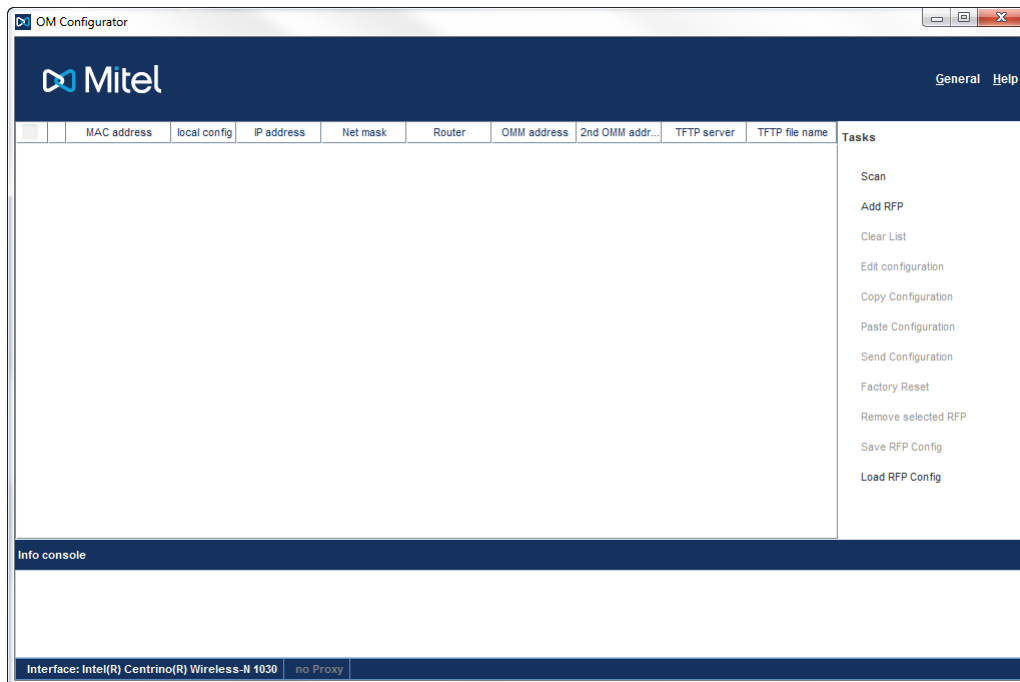 OM Configurator
Mitel
General Help
MAC address local config IP address Net mask Router OMM address 2nd OMM addr... TFTP server TFTP file name
Tasks
Scan
Add RFP
Clear List
Edit configuration
Copy Configuration
Paste Configuration
Send Configuration
Factory Reset
Remove selected RFP
Save RFP Config
Load RFP Config
Info console
Interface: Intel(R) Centrino(R) Wireless-N 1030 no Proxy